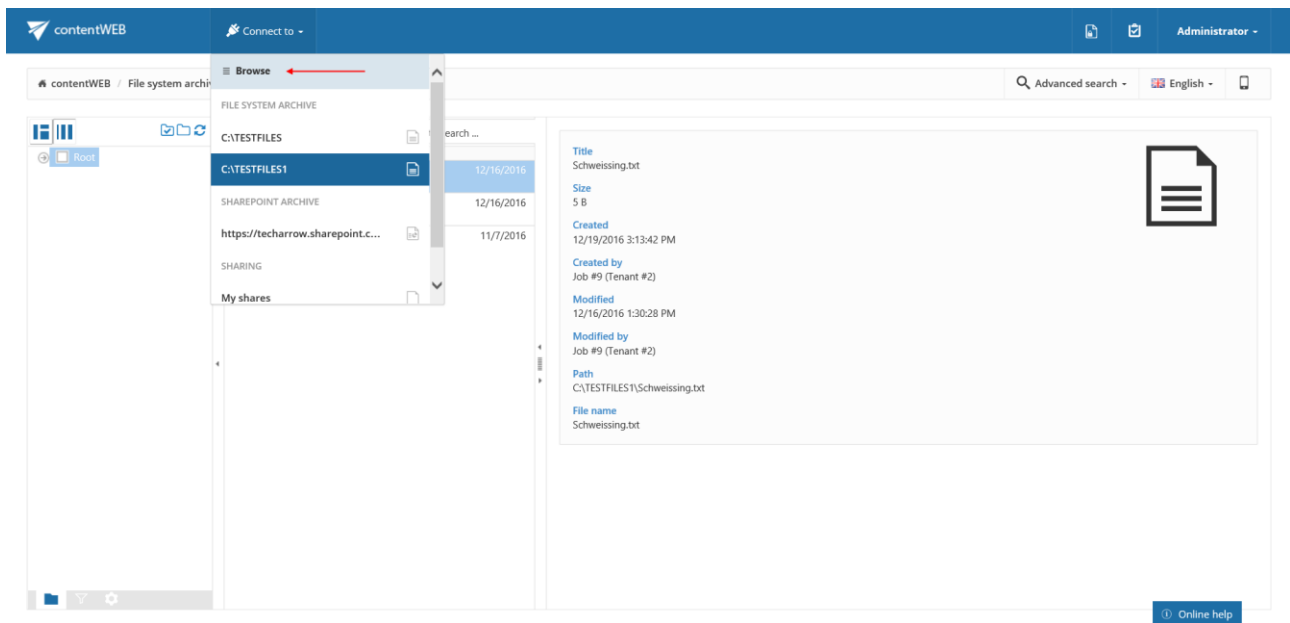 contentWEB
Connect to
Administrator
Browse
contentWEB / File system archi
Advanced search
English
FILE SYSTEM ARCHIVE
C:\TESTFILES
earch ...
C:\TESTFILES1
12/16/2016
Root
SHAREPOINT ARCHIVE
12/16/2016
https://techarrow.sharepoint.c...
11/7/2016
SHARING
My shares
Title
Schweissing.txt
Size
5 B
Created
12/19/2016 3:13:42 PM
Created by
Job #9 (Tenant #2)
Modified
12/16/2016 1:30:28 PM
Modified by
Job #9 (Tenant #2)
Path
C:\TESTFILES1\Schweissing.txt
File name
Schweissing.txt
Online help